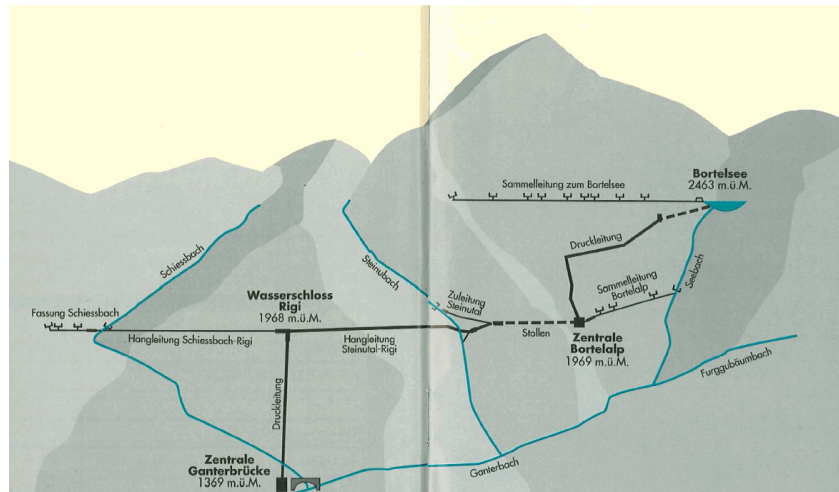 Sammelleitung zum Bortelsee
Bortelsee
2463 m.ü.M.
Schiessbach
Steinubach
Druckleitung
Sammelleitung
Bortelalp
Seebach
Zuleitung
Steinutal
Fassung Schiessbach
Wasserschloss
Rigi
1968 m.ü.M.
Hangleitung Schiessbach-Rigi
Hangleitung
Steinutal-Rigi
Stollen
Zentrale
Bortelalp
1969 m.ü.M.
Furggubäumbach
Druckleitung
Zentrale
Ganterbrücke
1369 m.ü.M.
Ganterbach